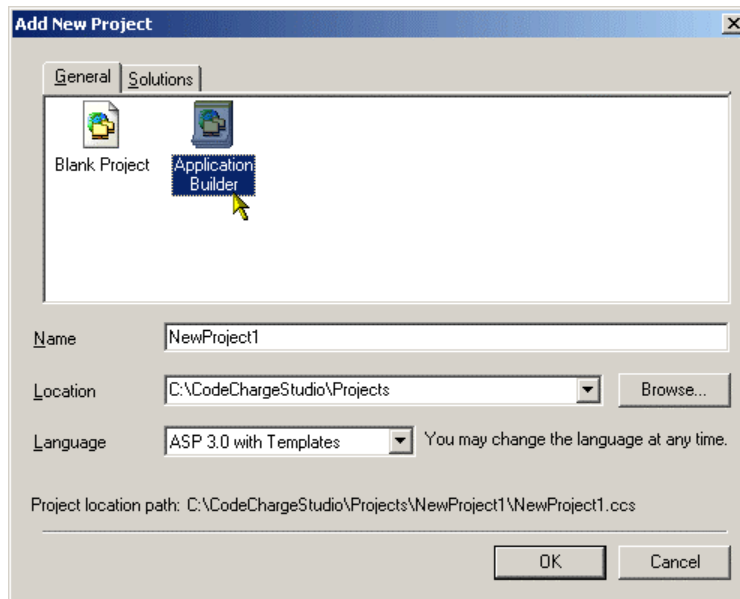 Add New Project
General Solutions
Blank Project
Application
Builder
Name NewProject1
Location C:\CodeChargeStudio\Projects Browse...
Language ASP 3.0 with Templates You may change the language at any time.
Project location path: C:\CodeChargeStudio\Projects\NewProject1\NewProject1.ccs
OK Cancel